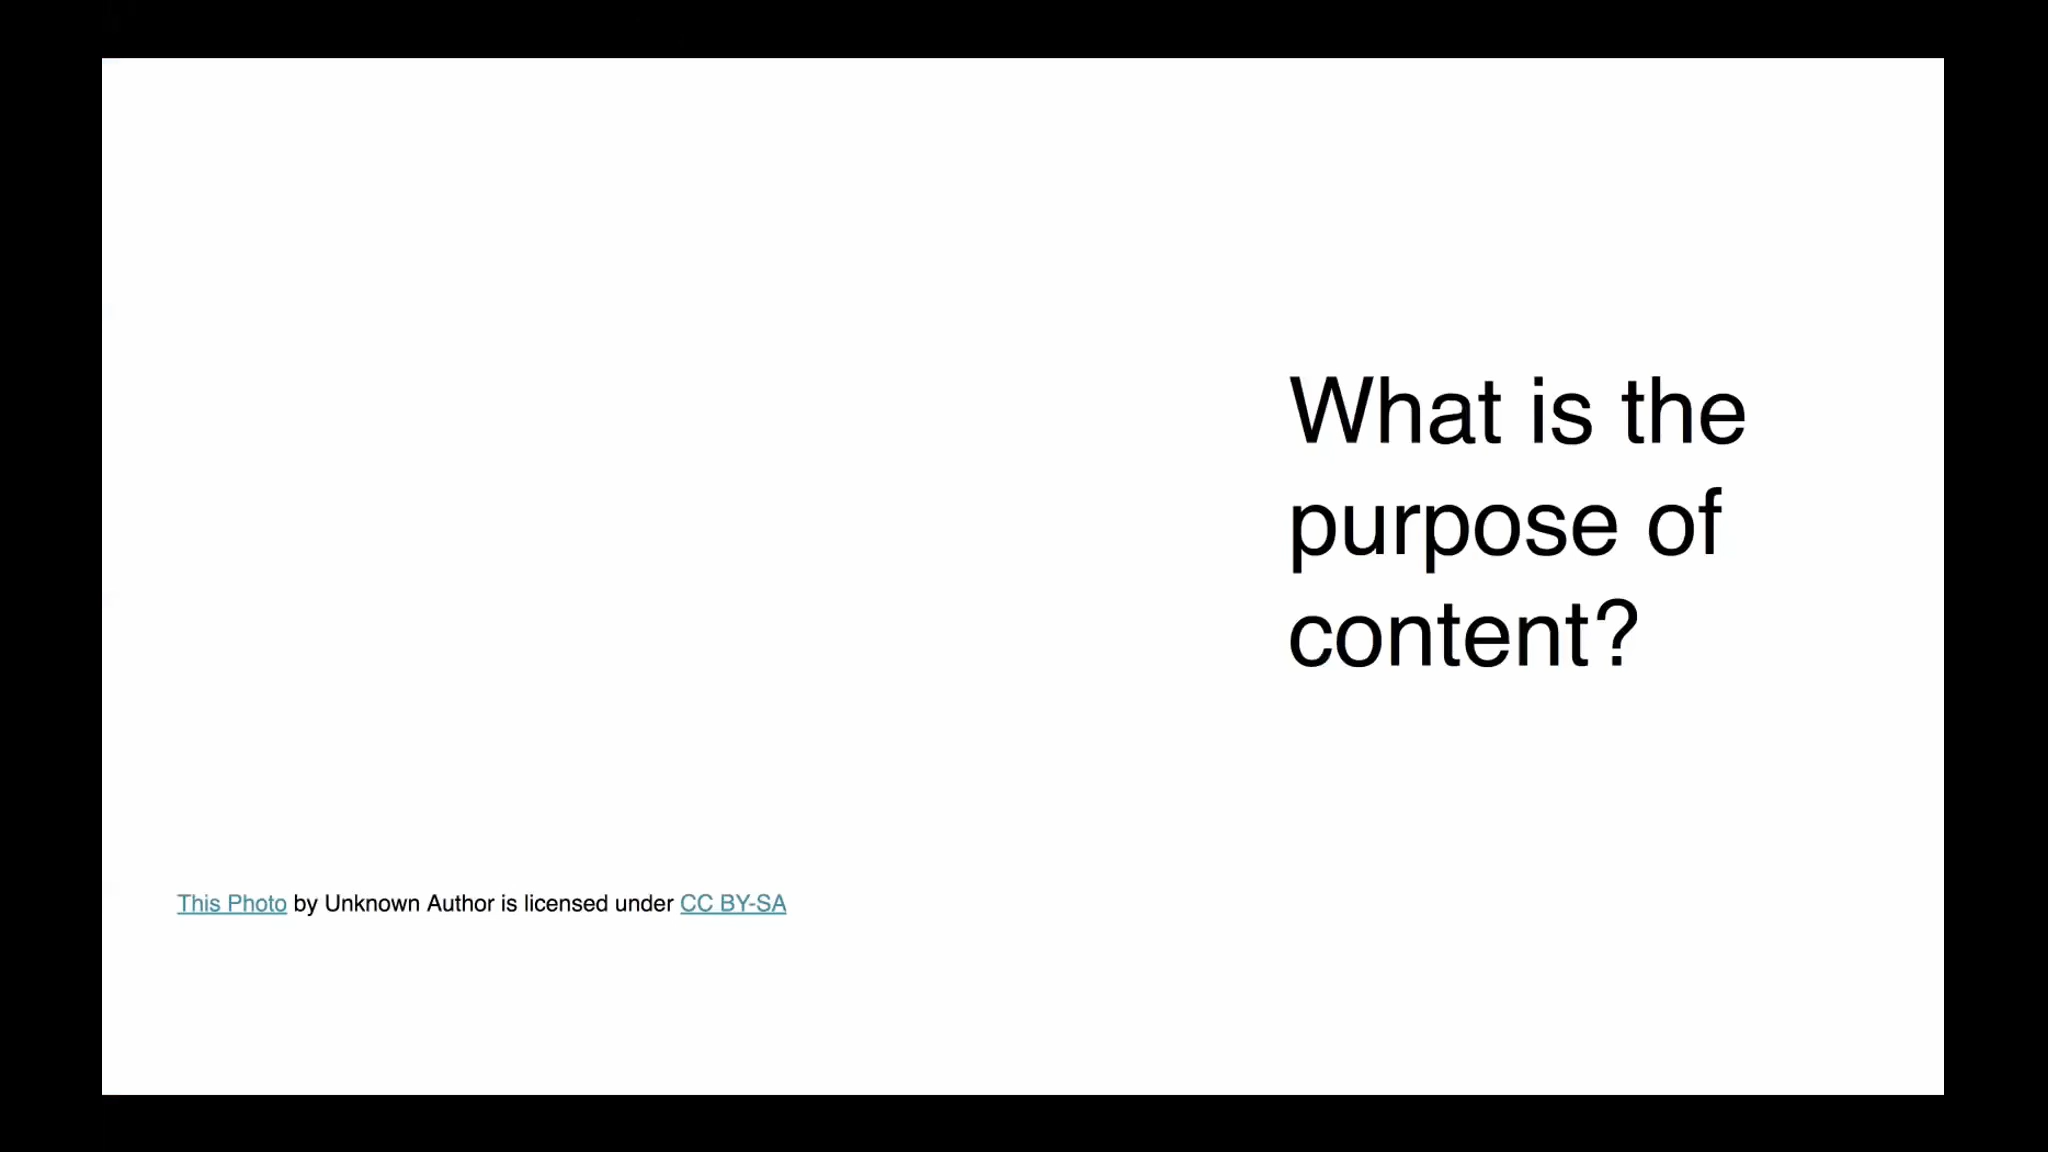 What is the
purpose of
content?
This Photo by Unknown Author is licensed under CC BY-SA